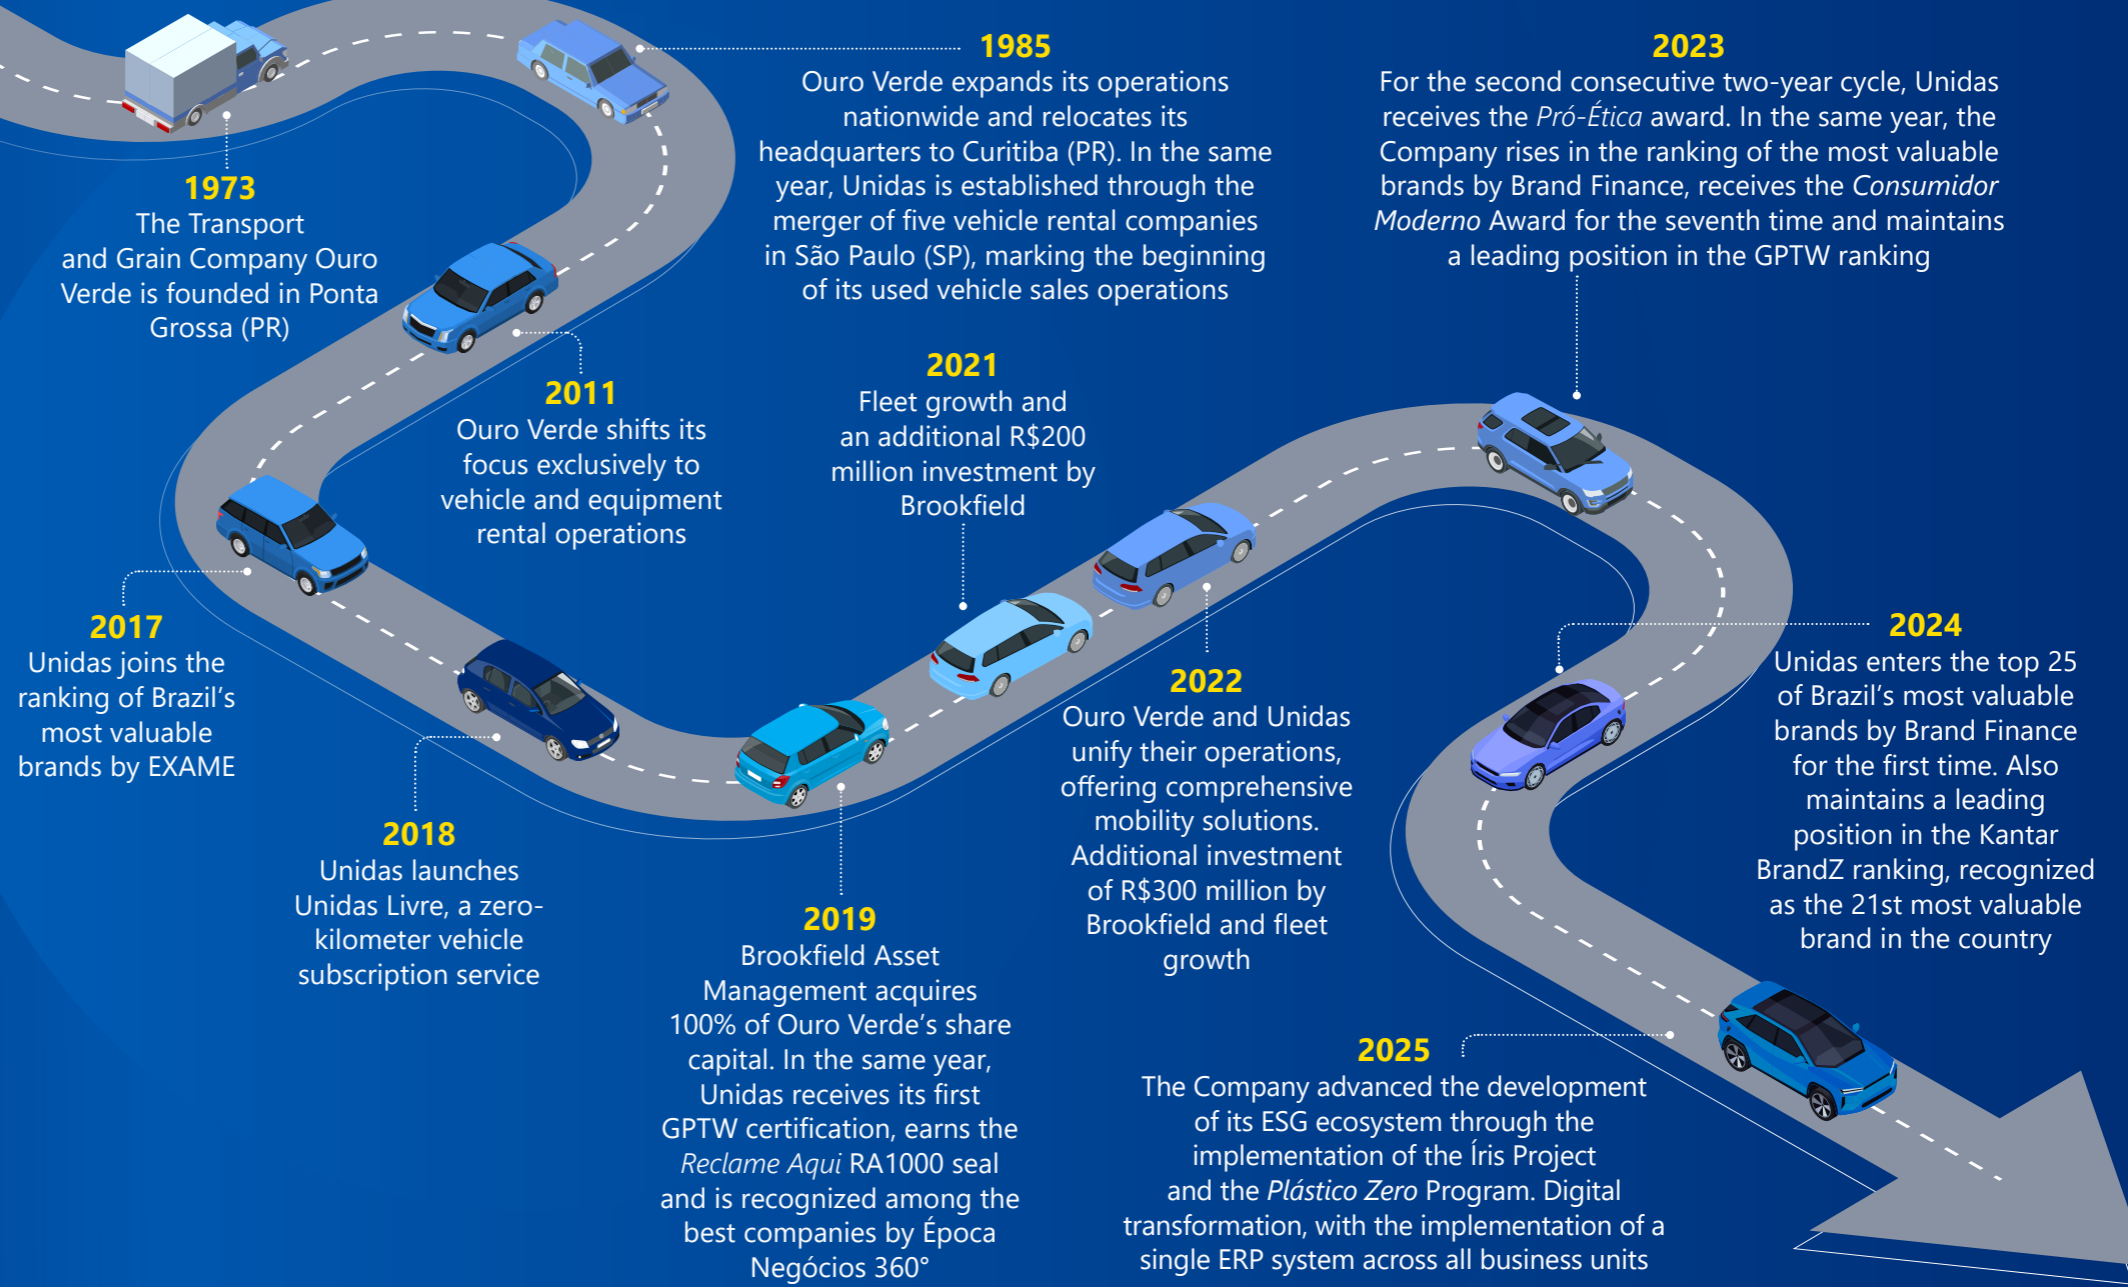 1973
The Transport
and Grain Company Ouro
Verde is founded in Ponta
Grossa (PR)
1985
Ouro Verde expands its operations
nationwide and relocates its
headquarters to Curitiba (PR). In the same
year, Unidas is established through the
merger of five vehicle rental companies
in São Paulo (SP), marking the beginning
of its used vehicle sales operations
2011
Ouro Verde shifts its
focus exclusively to
vehicle and equipment
rental operations
2017
Unidas joins the
ranking of Brazil’s
most valuable
brands by EXAME
2018
Unidas launches
Unidas Livre, a zero-
kilometer vehicle
subscription service
2019
Brookfield Asset
Management acquires
100% of Ouro Verde’s share
capital. In the same year,
Unidas receives its first
GPTW certification, earns the
Reclame Aqui RA1000 seal
and is recognized among the
best companies by Época
Negócios 360°
2021
Fleet growth and
an additional R$200
million investment by
Brookfield
2022
Ouro Verde and Unidas
unify their operations,
offering comprehensive
mobility solutions.
Additional investment
of R$300 million by
Brookfield and fleet
growth
2023
For the second consecutive two-year cycle, Unidas
receives the Pró-Ética award. In the same year, the
Company rises in the ranking of the most valuable
brands by Brand Finance, receives the Consumidor
Moderno Award for the seventh time and maintains
a leading position in the GPTW ranking
2024
Unidas enters the top 25
of Brazil’s most valuable
brands by Brand Finance
for the first time. Also
maintains a leading
position in the Kantar
BrandZ ranking, recognized
as the 21st most valuable
brand in the country
2025
The Company advanced the development
of its ESG ecosystem through the
implementation of the Íris Project
and the Plástico Zero Program. Digital
transformation, with the implementation of a
single ERP system across all business units